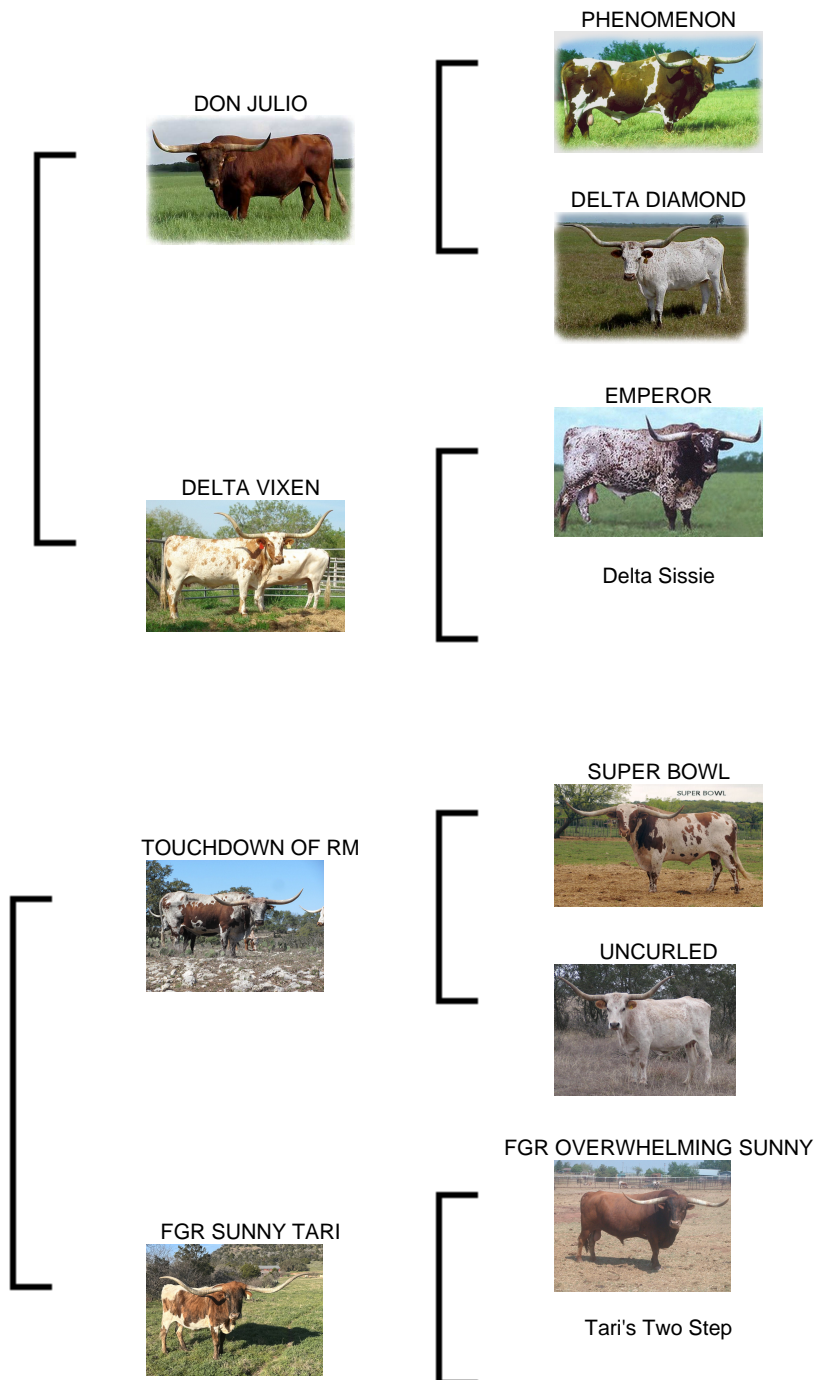 PHENOMENON
DON JULIO
DELTA DIAMOND
EMPEROR
DELTA VIXEN
Delta Sissie
SUPER BOWL
SUPER BOWL
TOUCHDOWN OF RM
UNCURLED
FGR OVERWHELMING SUNNY
FGR SUNNY TARI
Tari's Two Step